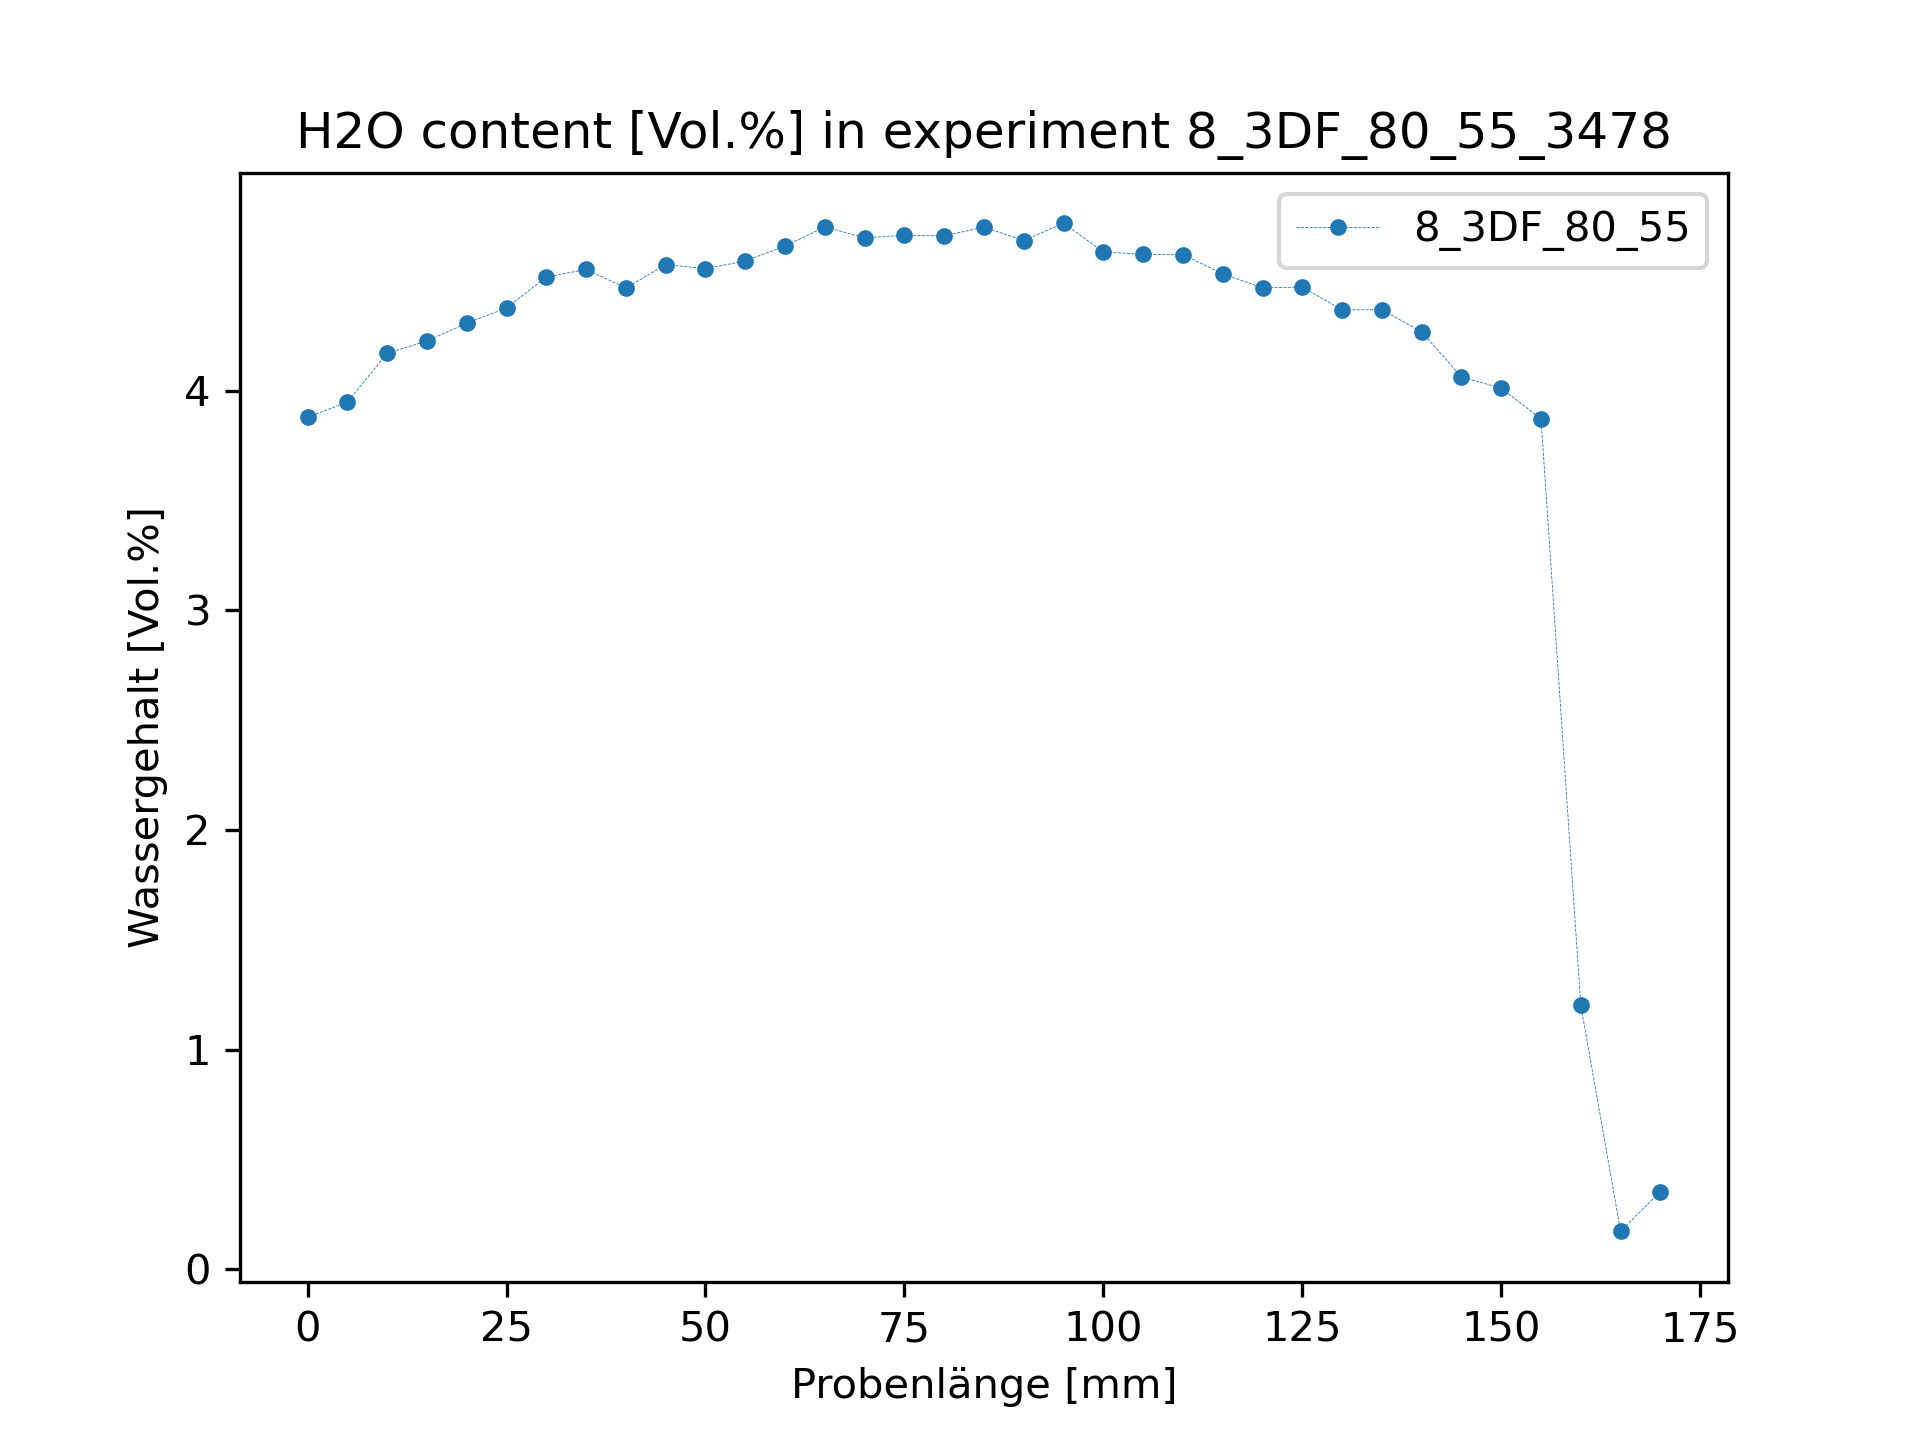 H2O content [Vol.%] in experiment 8_3DF_80_55_3478
8_3DF_80_55
Wassergehalt [Vol.%]
4
3
2
1
0
0 25 50 75 100 125 150 175
Probenlänge [mm]